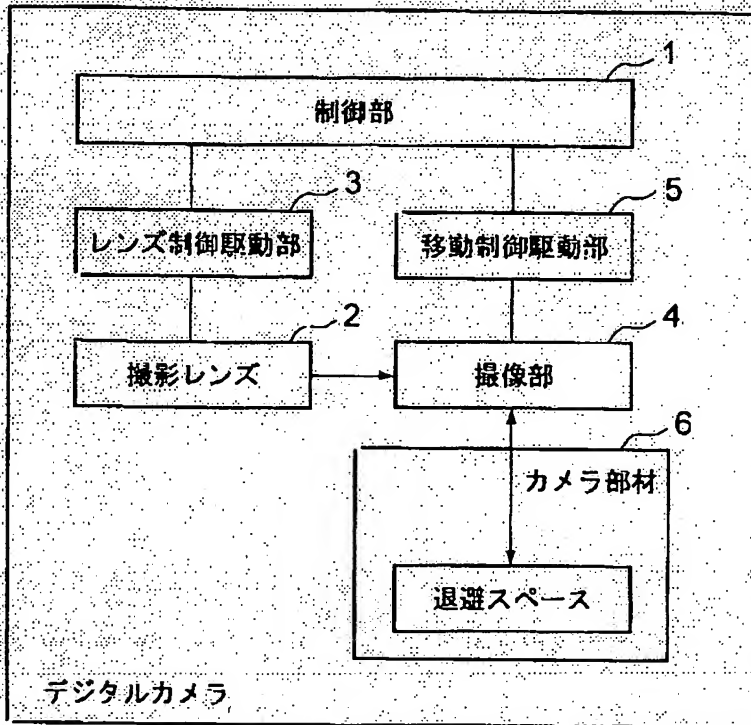 1
制御部
3
5
レンズ制御駆動部
移動制御駆動部
2
4
撮影レンズ
撮像部
6
カメラ部材
退避スペース
デジタルカメラ